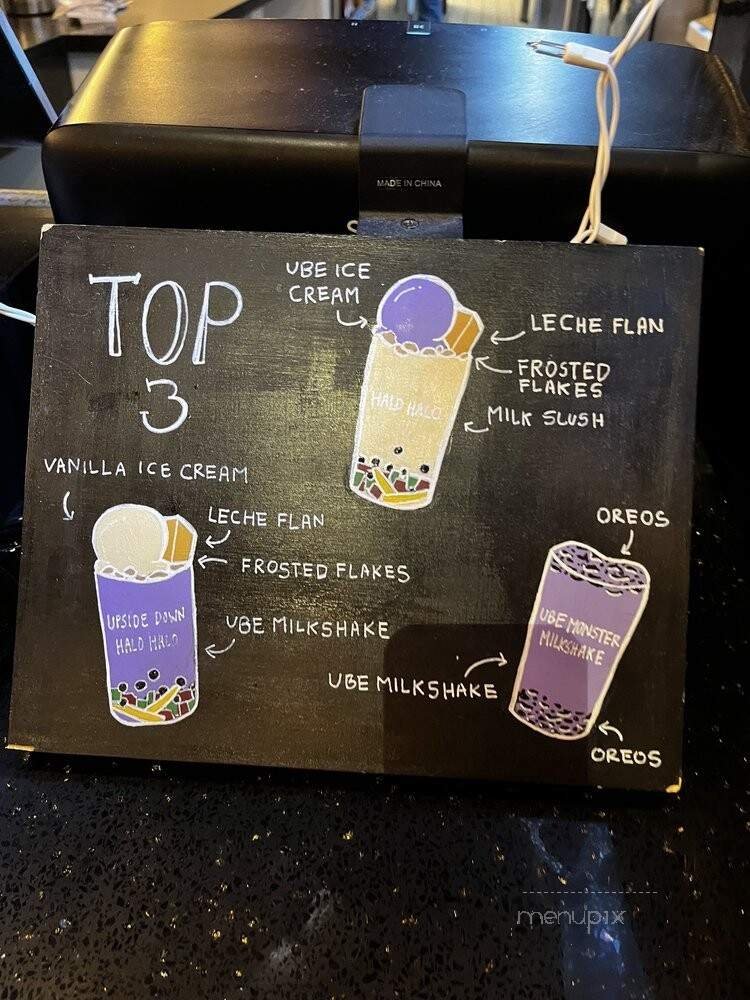 MADE IN CHINA
TOP
3
UBE ICE
CREAM
LECHE FLAN
FROSTED
FLAKES
MILK SLUSH
HALO HALO
VANILLA ICE CREAM
LECHE FLAN
FROSTED FLAKES
UBE MILKSHAKE
UPSIDE DOWN
HALO HALO
OREOS
UBE MONSTER
MILKSHAKE
UBE MILKSHAKE
OREOS
menupix